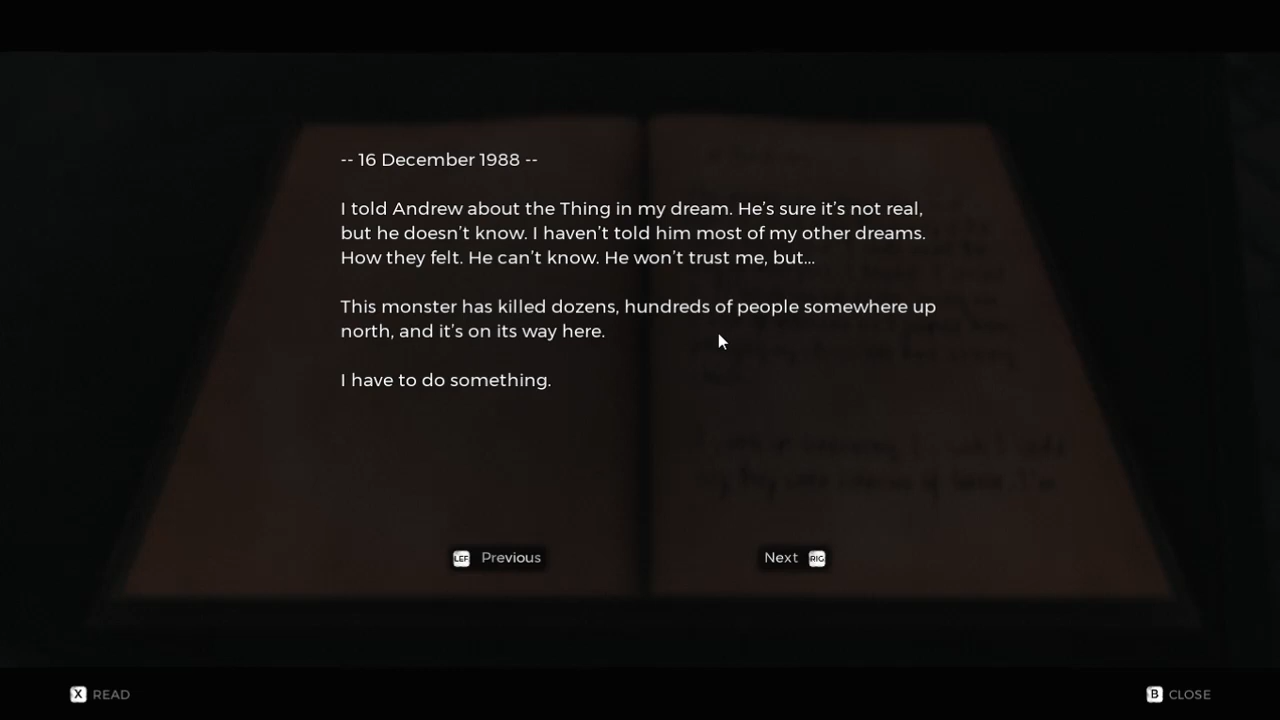 -- 16 December 1988 --
I told Andrew about the Thing in my dream. He’s sure it’s not real,
but he doesn’t know. I haven’t told him most of my other dreams.
How they felt. He can’t know. He won’t trust me, but...
This monster has killed dozens, hundreds of people somewhere up
north, and it’s on its way here.
I have to do something.
LEF Previous
Next RIG
X READ
B CLOSE